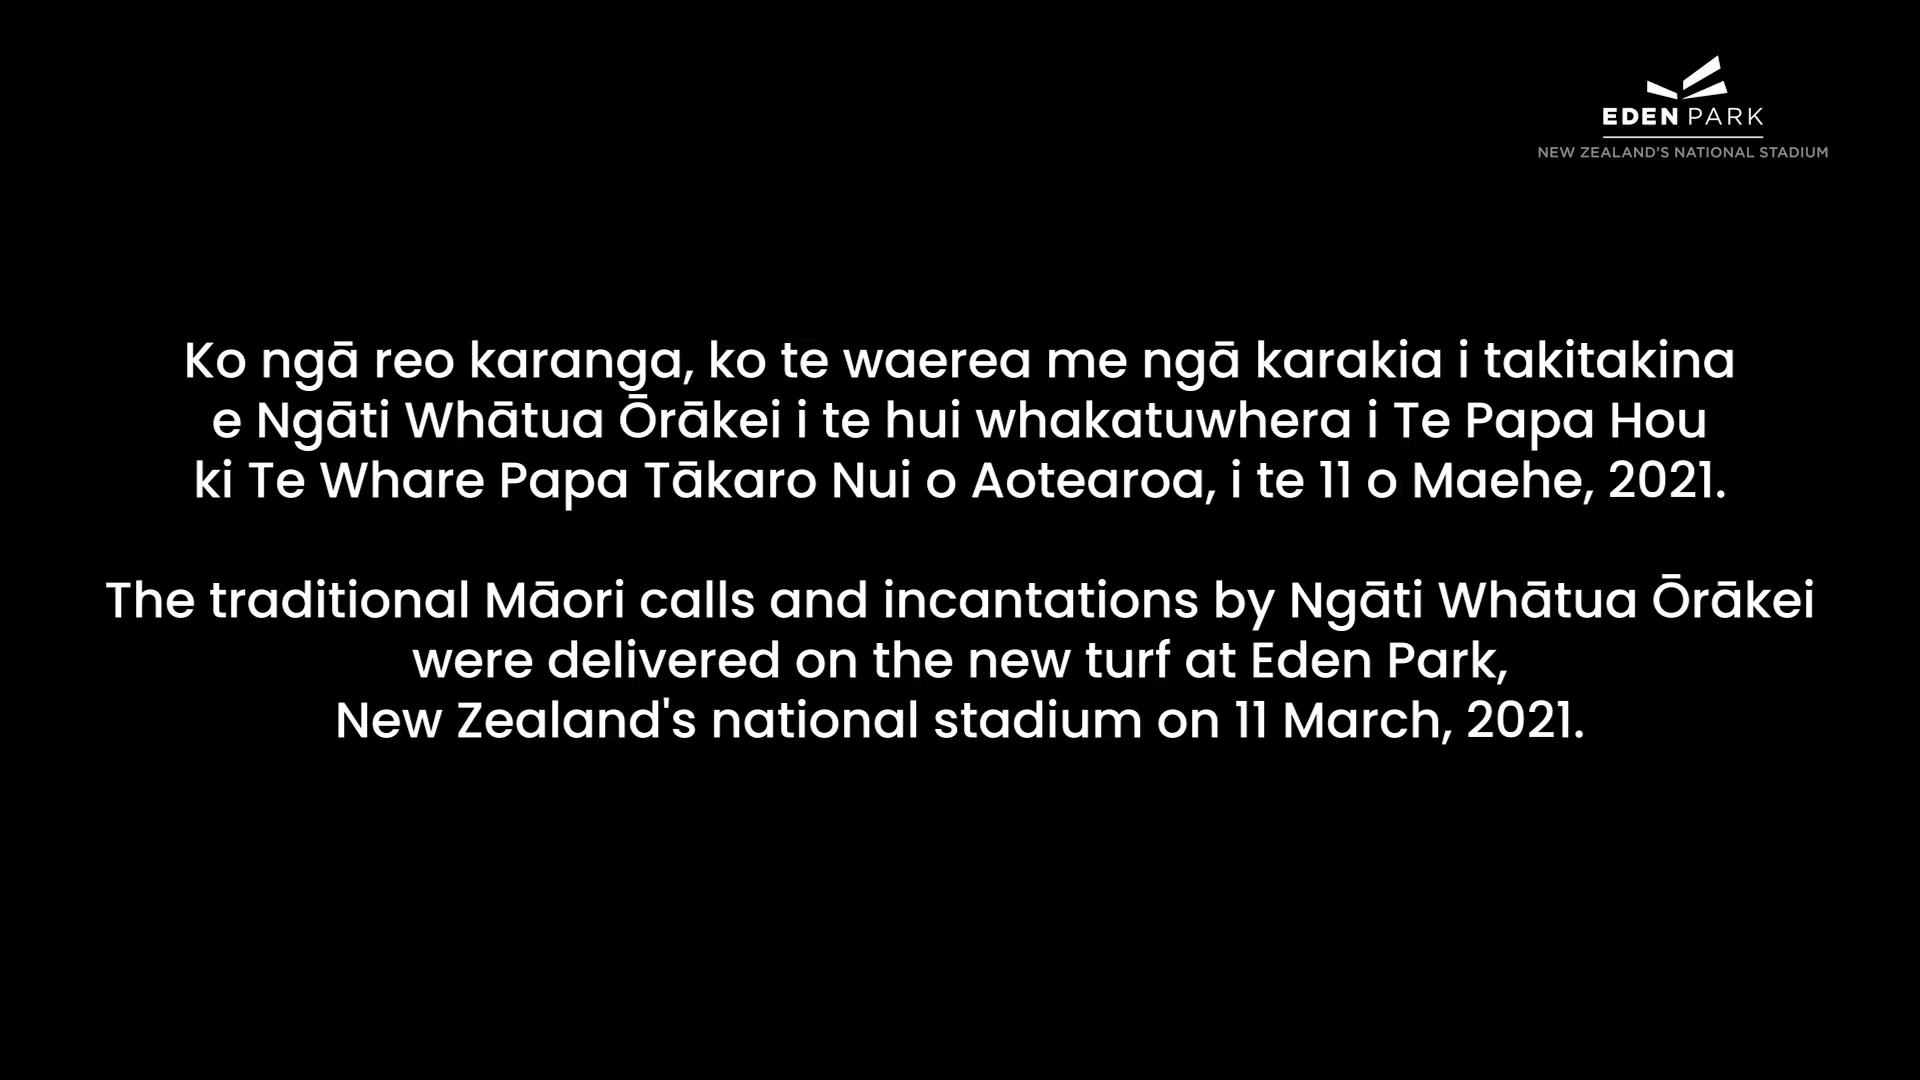 EDEN PARK
NEW ZEALAND'S NATIONAL STADIUM
Ko ngā reo karanga, ko te waerea me ngā karakia i takitakina
e Ngāti Whātua Ōrākei i te hui whakatuwhera i Te Papa Hou
ki Te Whare Papa Tākaro Nui o Aotearoa, i te 11 o Maehe, 2021.
The traditional Māori calls and incantations by Ngāti Whātua Ōrākei
were delivered on the new turf at Eden Park,
New Zealand's national stadium on 11 March, 2021.